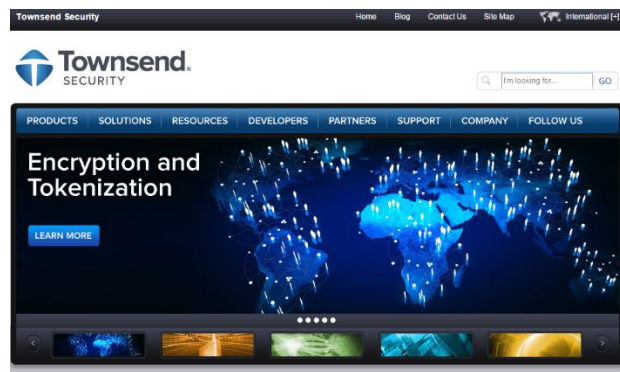 Townsend Security
Home Blog Contact Us Site Map International [+]
Townsend®
SECURITY
I'm looking for... GO
PRODUCTS SOLUTIONS RESOURCES DEVELOPERS PARTNERS SUPPORT COMPANY FOLLOW US
Encryption and
Tokenization
LEARN MORE